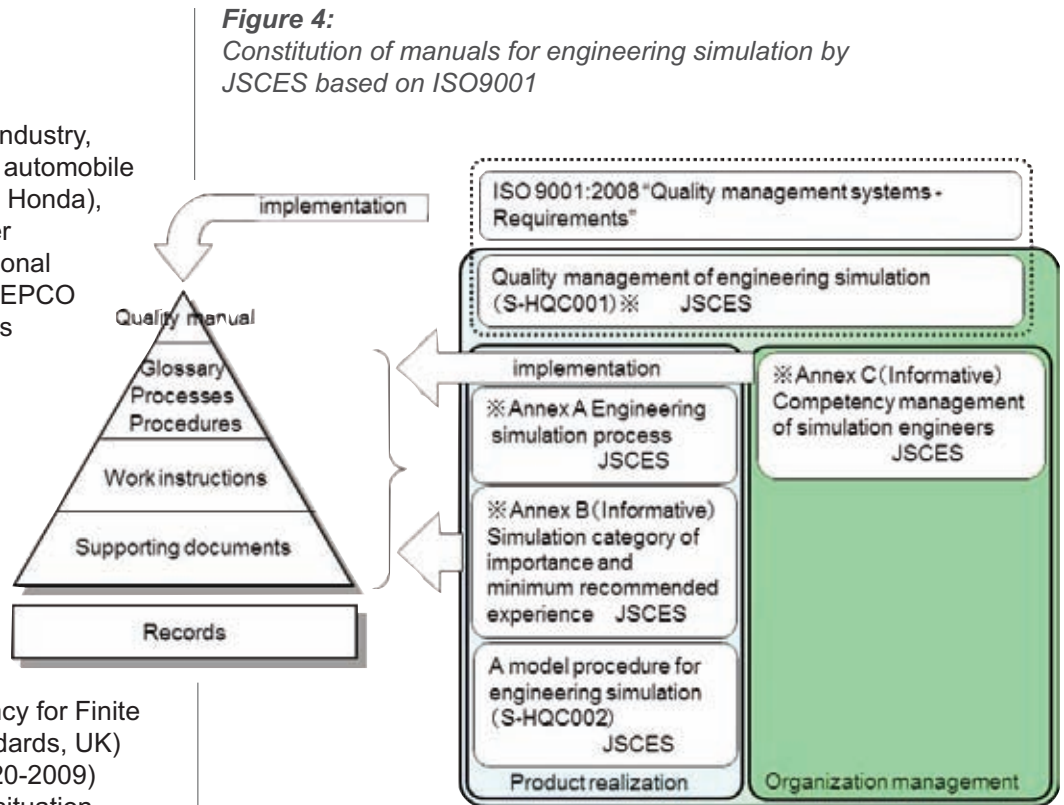 Figure 4:
Constitution of manuals for engineering simulation by
JSCES based on ISO9001
ndustry,
automobile
Honda),
er
onal
EPCO
s
ncy for Finite
dards, UK)
20-2009)
situation
implementation
Quality manual
Glossary
Processes
Procedures
Work instructions
Supporting documents
Records
ISO 9001:2008 “Quality management systems -
Requirements”
Quality management of engineering simulation
(S-HQC001)※ JSCES
implementation
※Annex A Engineering
simulation process
JSCES
※Annex B(Informative)
Simulation category of
importance and
minimum recommended
experience JSCES
A model procedure for
engineering simulation
(S-HQC002)
JSCES
Product realization
※Annex C(Informative)
Competency management
of simulation engineers
JSCES
Organization management